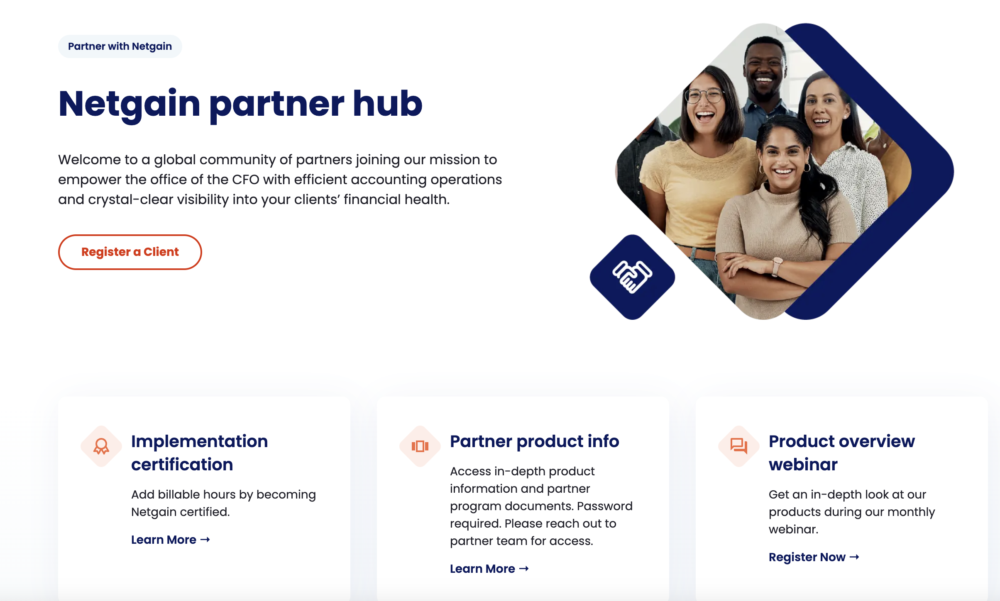 Partner with Netgain
Netgain partner hub
Welcome to a global community of partners joining our mission to
empower the office of the CFO with efficient accounting operations
and crystal-clear visibility into your clients’ financial health.
Register a Client
Implementation
certification
Add billable hours by becoming
Netgain certified.
Learn More →
Partner product info
Access in-depth product
information and partner
program documents. Password
required. Please reach out to
partner team for access.
Learn More →
Product overview
webinar
Get an in-depth look at our
products during our monthly
webinar.
Register Now →